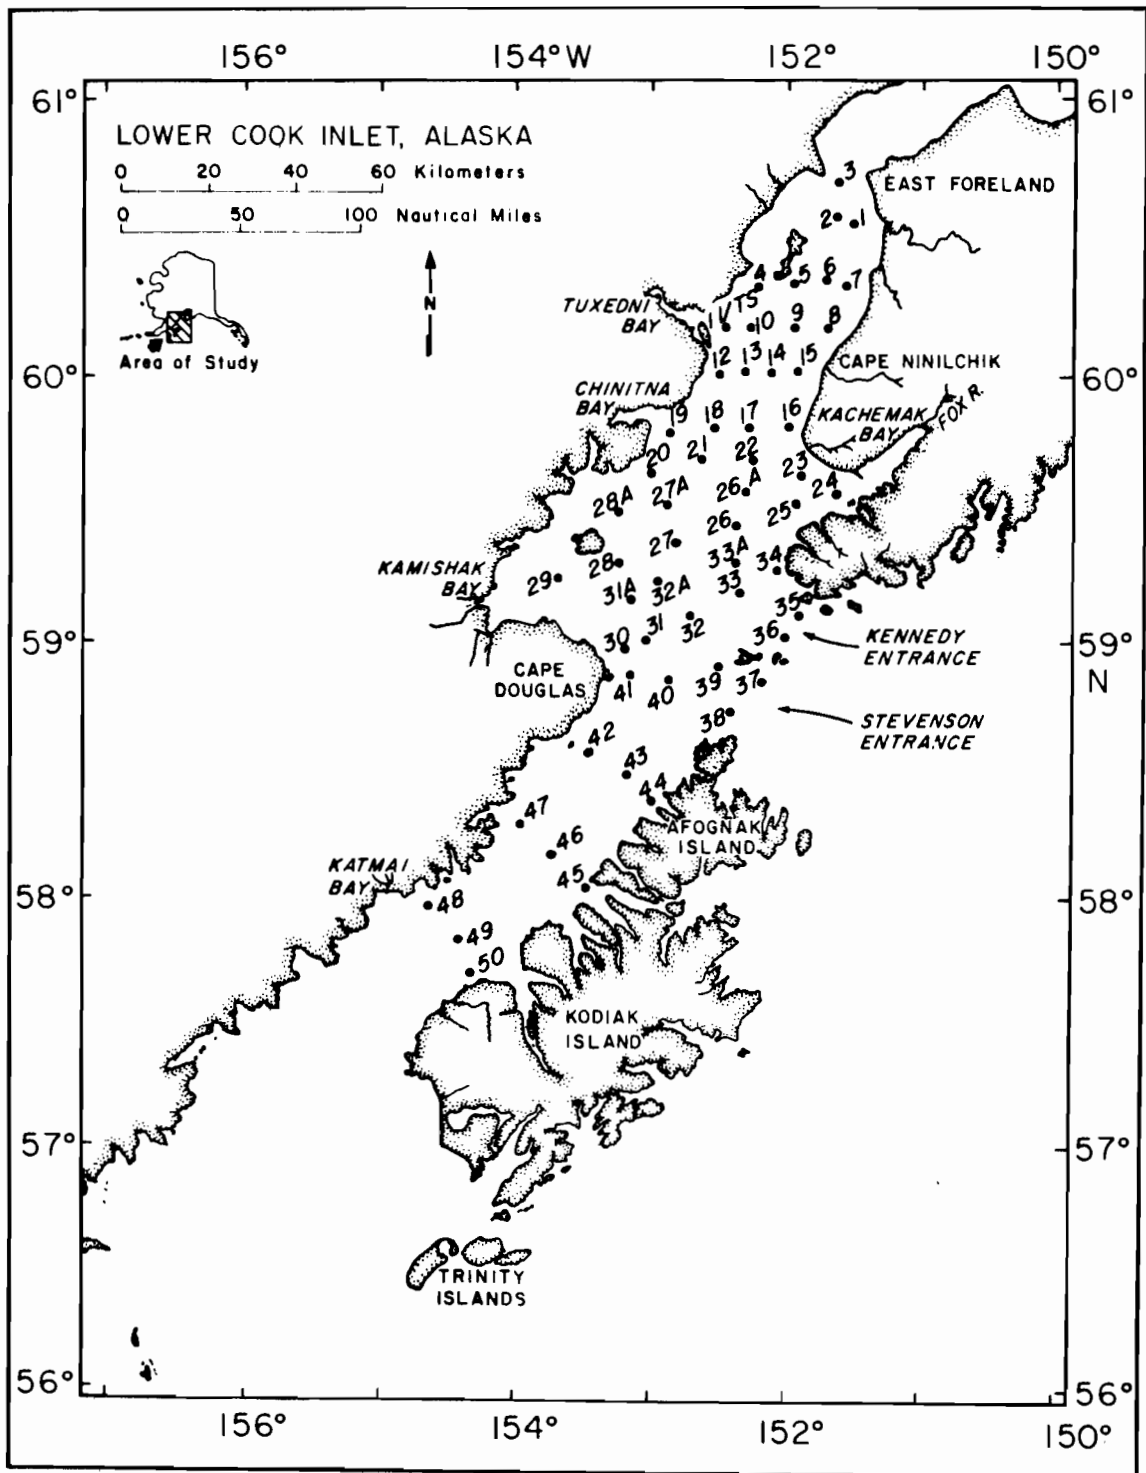 156° 154°W 152° 150°
61° 61°
LOWER COOK INLET, ALASKA
0 20 40 60 Kilometers
0 50 100 Nautical Miles
N
Area of Study
3
EAST FORELAND
2 1
4 5 6 7
TUXEDNI
BAY
VTS
10 9 8
12 13 14 15
CAPE NINILCHIK
60° 60°
CHINITNA
BAY
19 18 17 16
KACHEMAK
BAY
FOX R.
20 21 22 23
28A 27A 26A 24
25
26
27
28
33A 34
KAMISHAK
BAY
29
31A 32A 33
35
30 31 32 36
KENNEDY
ENTRANCE
59° 59°
N
CAPE
DOUGLAS
41 40 39 37
38
STEVENSON
ENTRANCE
42
43
44
47
46
AFOGNAK
ISLAND
45
KATMAI
BAY
58° 58°
48
49
50
KODIAK
ISLAND
57° 57°
TRINITY
ISLANDS
56° 56°
156° 154° 152° 150°